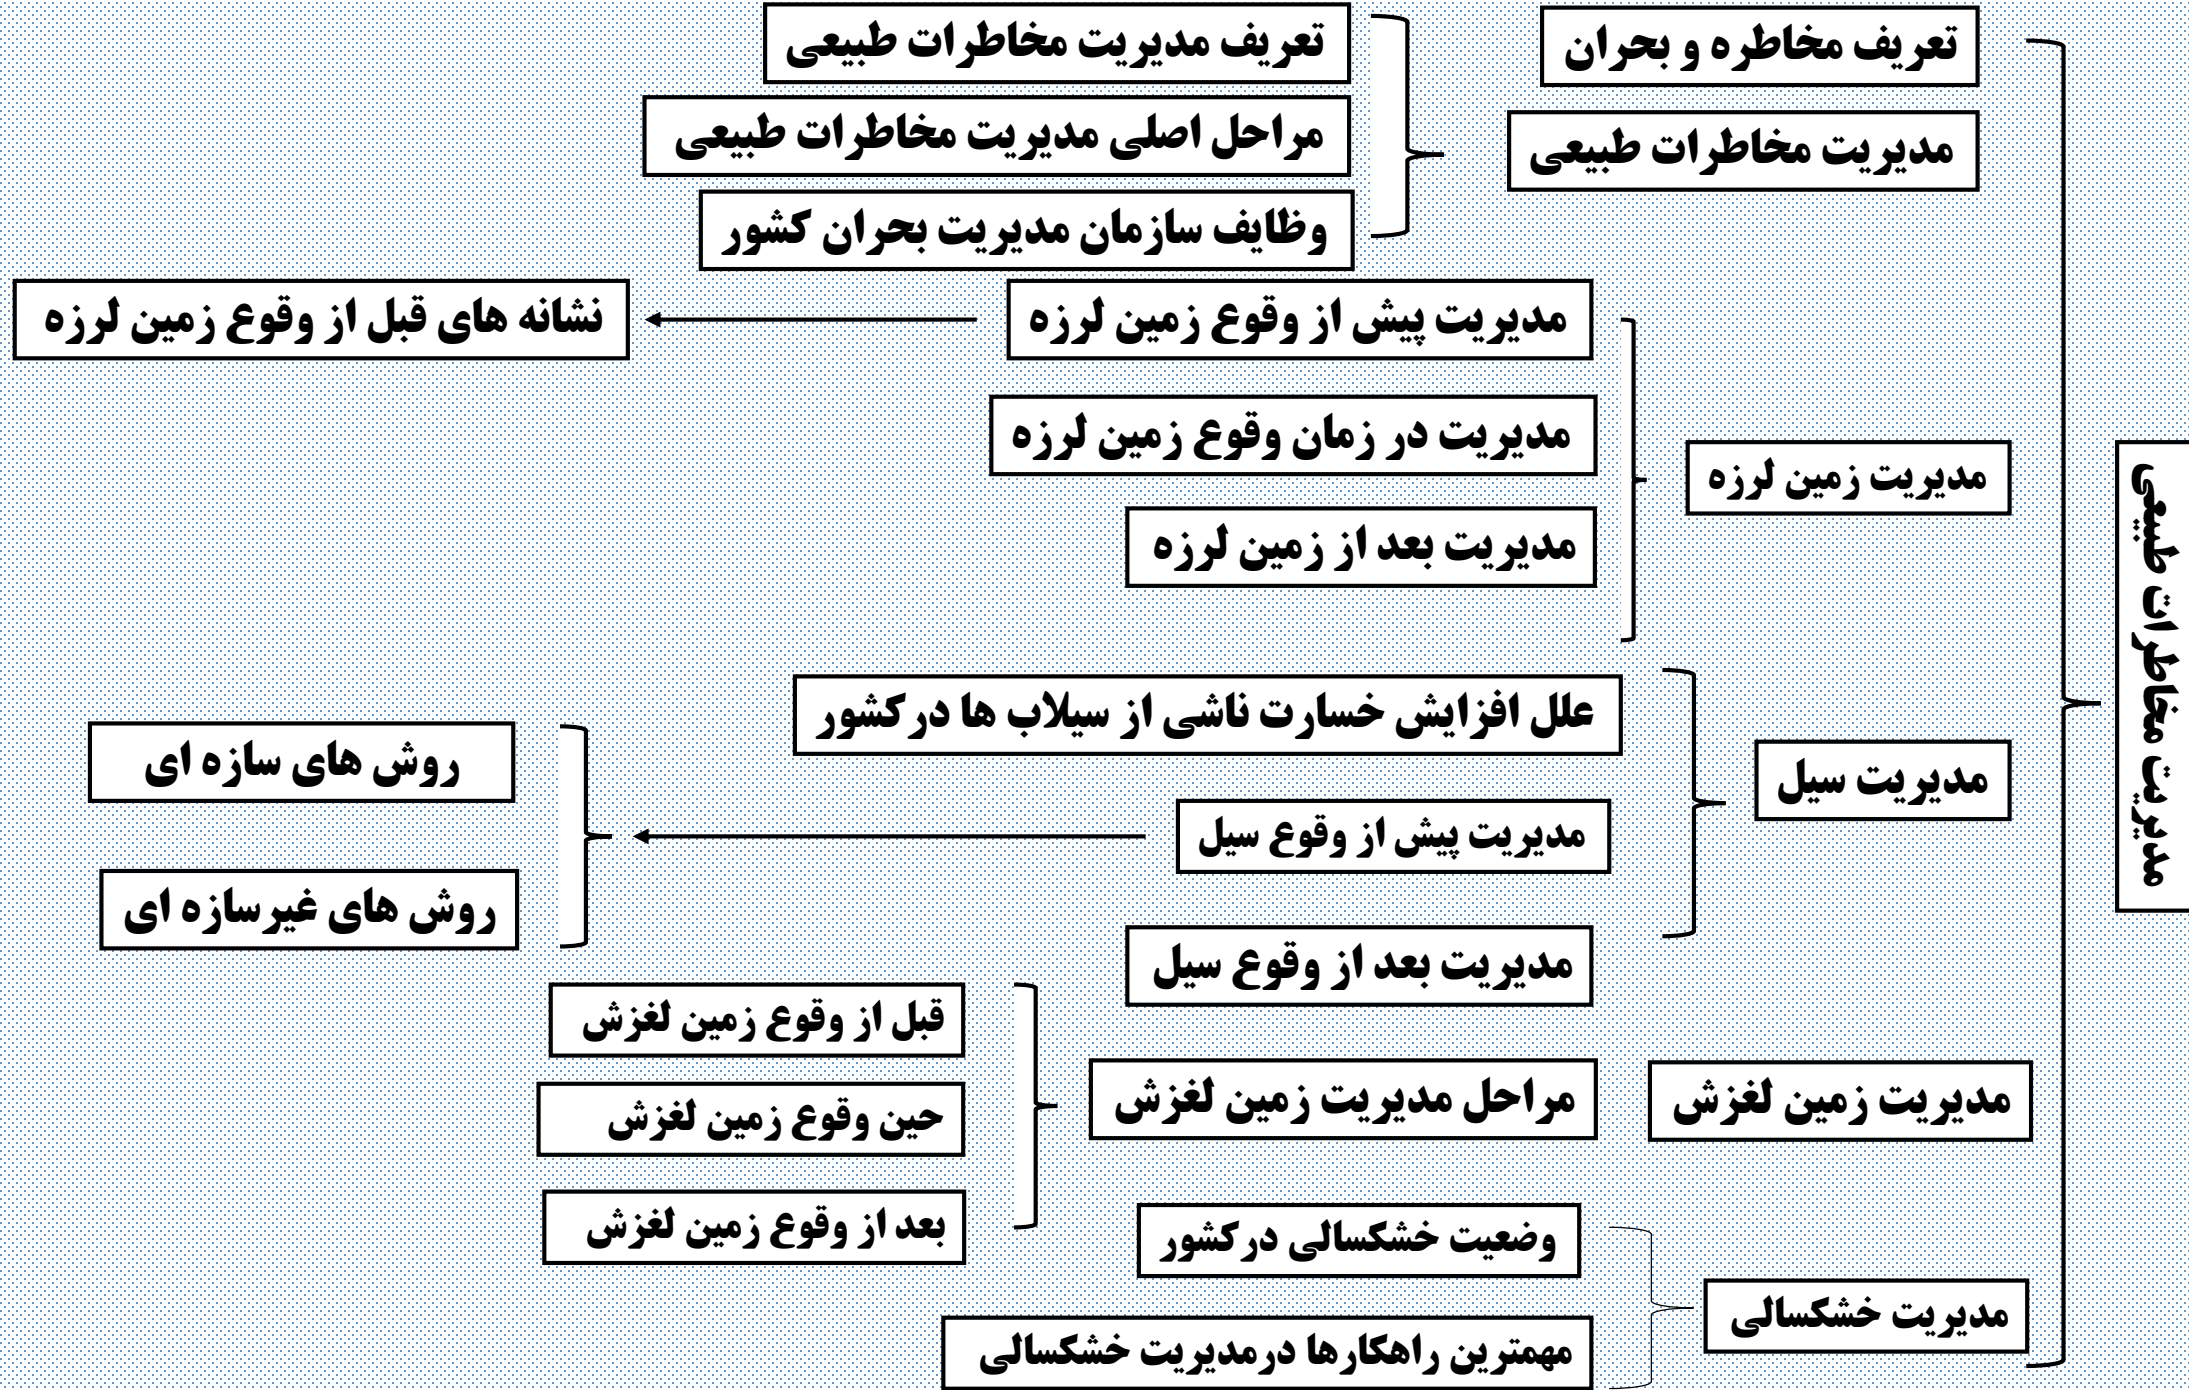 مدیریت مخاطرات طبیعی
تعریف مخاطره و بحران
مدیریت مخاطرات طبیعی
تعریف مدیریت مخاطرات طبیعی
مراحل اصلی مدیریت مخاطرات طبیعی
وظایف سازمان مدیریت بحران کشور
مدیریت زمین لرزه
مدیریت پیش از وقوع زمین لرزه
نشانه های قبل از وقوع زمین لرزه
مدیریت در زمان وقوع زمین لرزه
مدیریت بعد از زمین لرزه
مدیریت سیل
علل افزایش خسارت ناشی از سیلاب ها درکشور
مدیریت پیش از وقوع سیل
روش های سازه ای
روش های غیرسازه ای
مدیریت بعد از وقوع سیل
مدیریت زمین لغزش
مراحل مدیریت زمین لغزش
قبل از وقوع زمین لغزش
حین وقوع زمین لغزش
بعد از وقوع زمین لغزش
مدیریت خشکسالی
وضعیت خشکسالی درکشور
مهمترین راهکارها درمدیریت خشکسالی